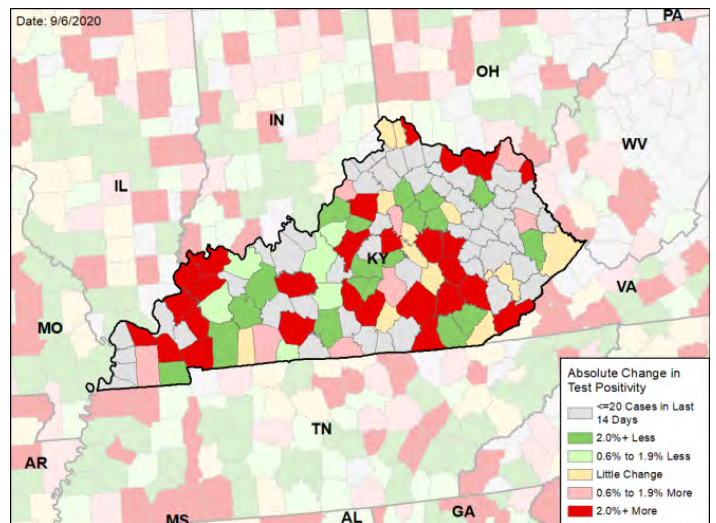 Date: 9/6/2020
PA
OH
IN
WV
IL
KY
VA
MO
TN
AR
MS
AL
GA
Absolute Change in
Test Positivity
<=20 Cases in Last
14 Days
2.0%+ Less
0.6% to 1.9% Less
Little Change
0.6% to 1.9% More
2.0%+ More